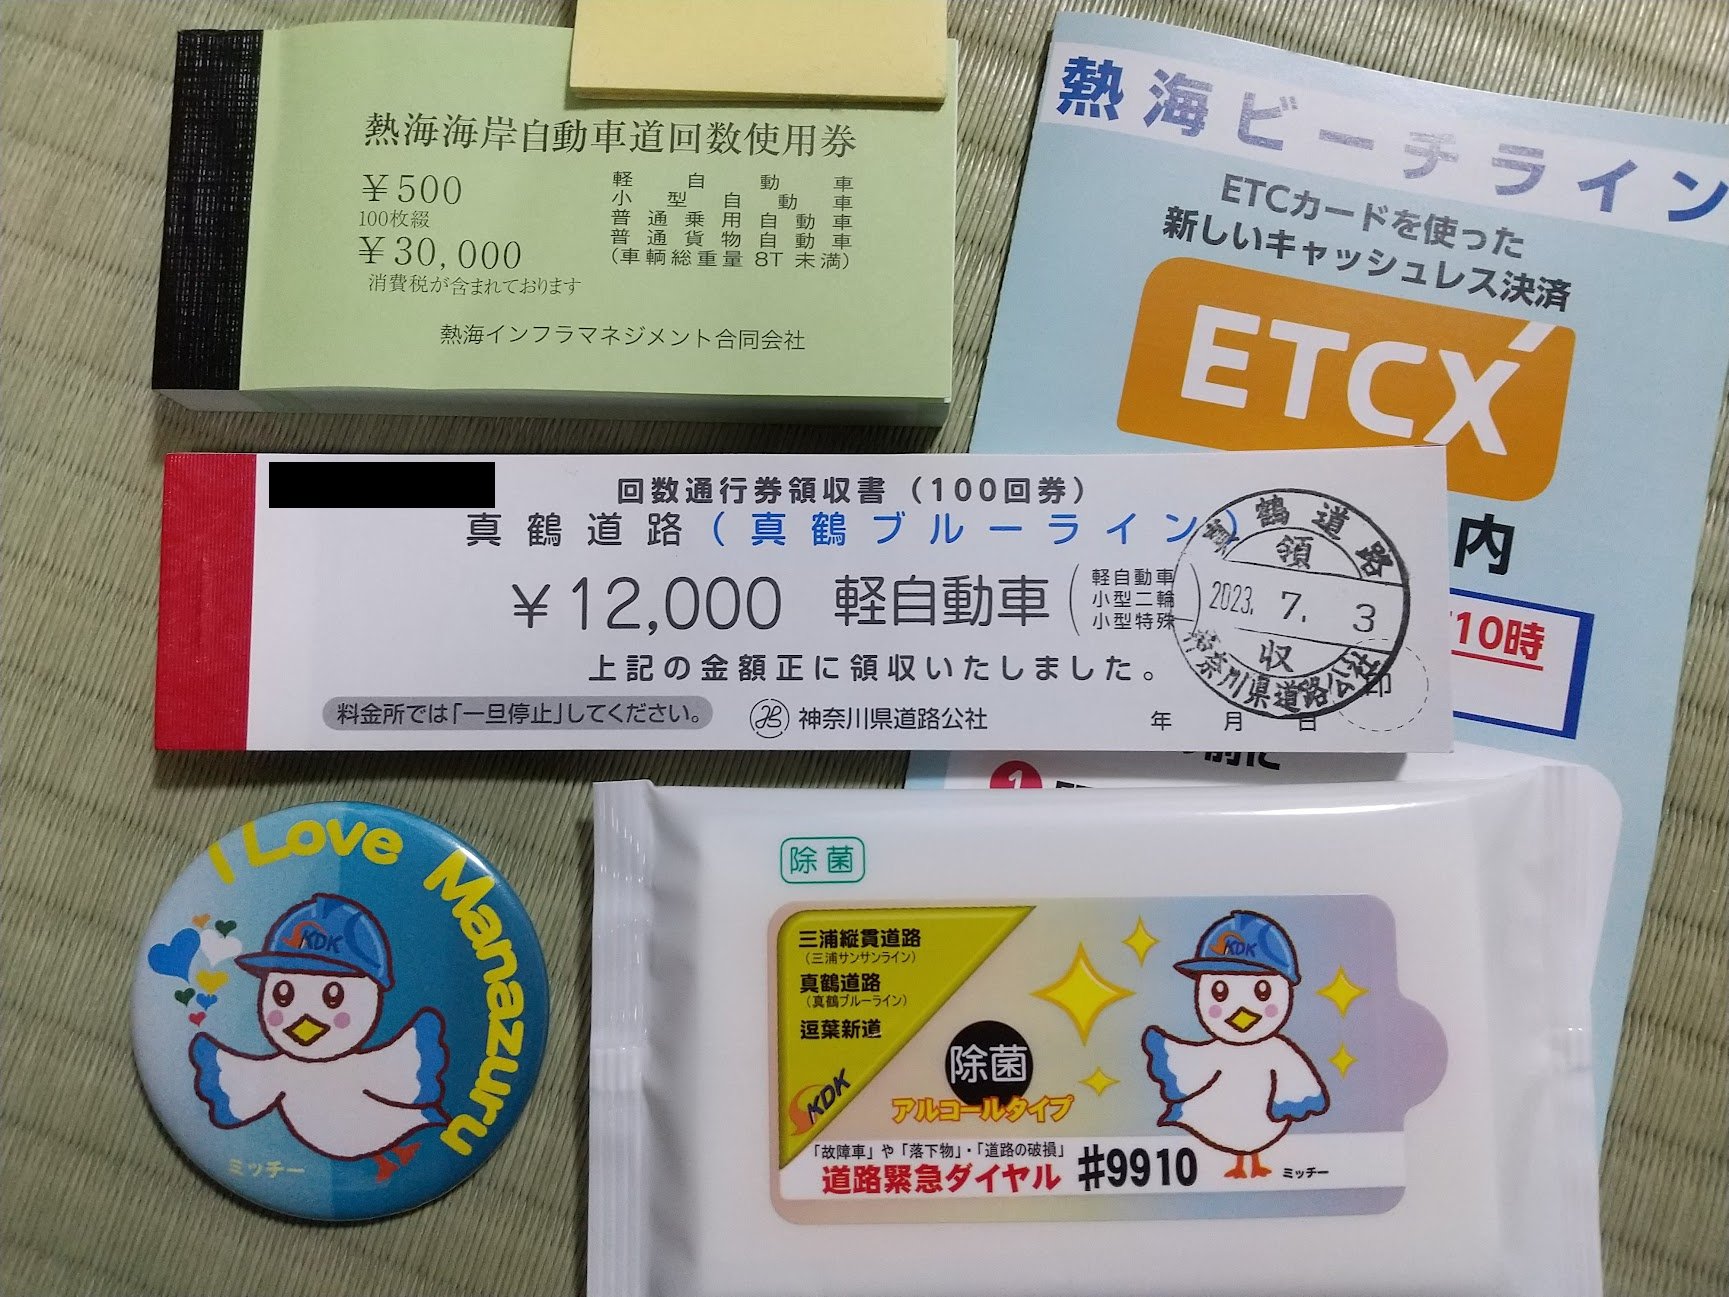 熱海海岸自動車道回数使用券
￥500
100枚綴
￥30,000
消費税が含まれております
軽自動車
小型自動車
普通乗用自動車
普通貨物自動車
(車輌総重量 8T 未満)
熱海インフラマネジメント合同会社
熱海ビーチライン
ETCカードを使った
新しいキャッシュレス決済
ETCX
内
10時
前に
1
回数通行券領収書（100回券）
真鶴道路（真鶴ブルーライン）
￥12,000 軽自動車
軽自動車
小型二輪
小型特殊
上記の金額正に領収いたしました。
料金所では「一旦停止」してください。
神奈川県道路公社
年 月 日
印
真鶴道路
領
2023. 7. 3
収
神奈川県道路公社
I Love Manazuru
KDK
ミッチー
除菌
三浦縦貫道路
（三浦サンサンライン）
真鶴道路
（真鶴ブルーライン）
逗葉新道
KDK
除菌
アルコールタイプ
KDK
「故障車」や「落下物」・「道路の破損」
道路緊急ダイヤル #9910
ミッチー